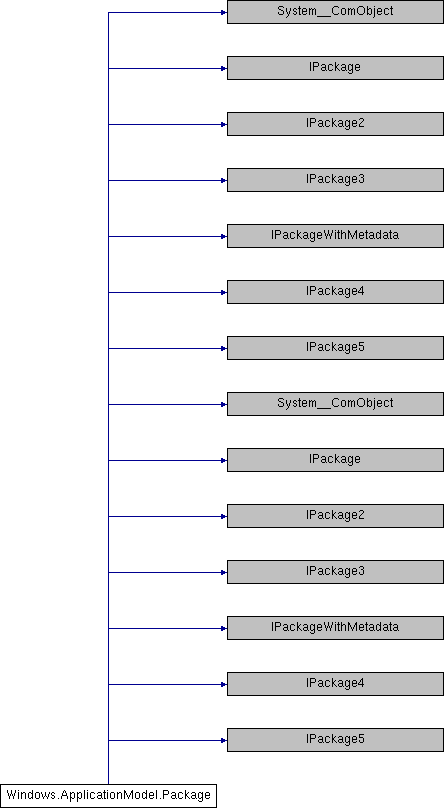 System__ComObject
IPackage
IPackage2
IPackage3
IPackageWithMetadata
IPackage4
IPackage5
System__ComObject
IPackage
IPackage2
IPackage3
IPackageWithMetadata
IPackage4
IPackage5
Windows.ApplicationModel.Package